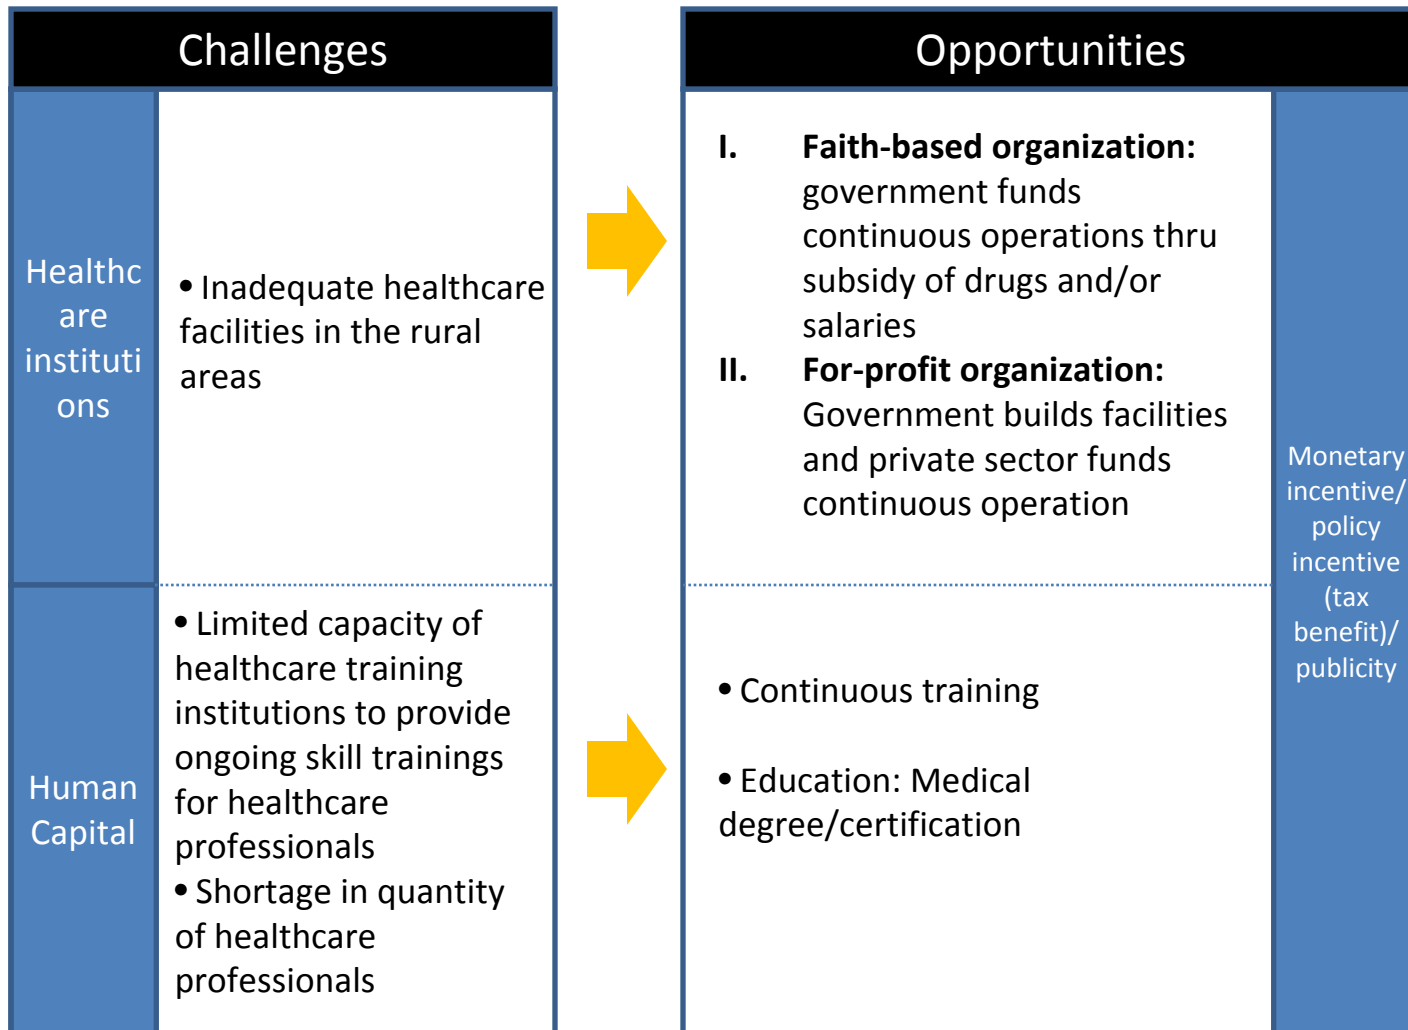 Challenges
Opportunities
Healthc
are
instituti
ons
• Inadequate healthcare
facilities in the rural
areas
I. Faith-based organization:
government funds
continuous operations thru
subsidy of drugs and/or
salaries
II. For-profit organization:
Government builds facilities
and private sector funds
continuous operation
Human
Capital
• Limited capacity of
healthcare training
institutions to provide
ongoing skill trainings
for healthcare
professionals
• Shortage in quantity
of healthcare
professionals
• Continuous training
• Education: Medical
degree/certification
Monetary
incentive/
policy
incentive
(tax
benefit)/
publicity